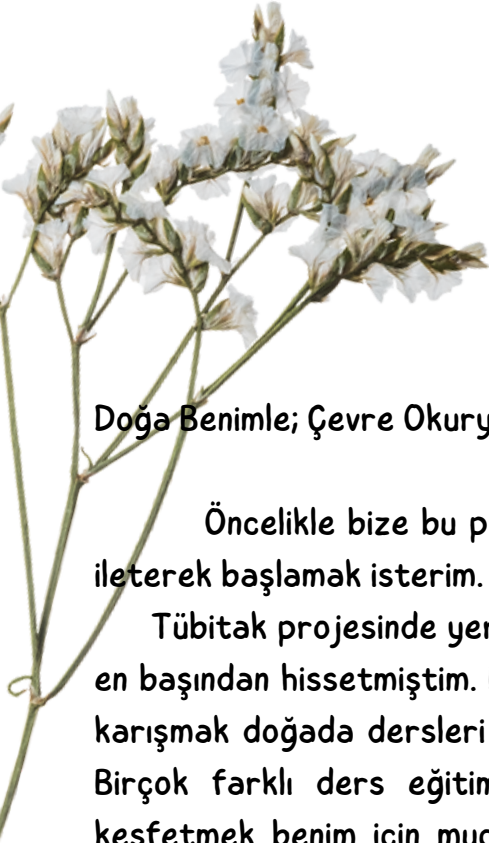 Doğa Benimle; Çevre
Öncelikle bize bu
ileterek başlamak isterim.
Tübitak projesinde
en başından hissetmiştim.
karışmak doğada dersleri
Birçok farklı ders
keşfetmek benim için